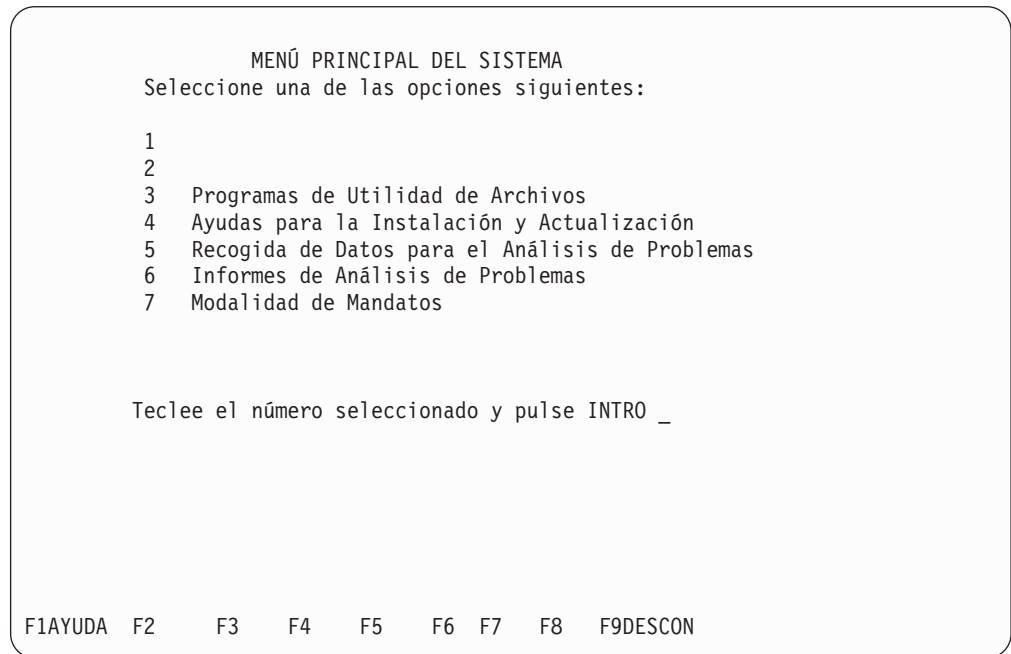 MENÚ PRINCIPAL DEL SISTEMA
Seleccione una de las opciones siguientes:
1
2
3 Programas de Utilidad de Archivos
4 Ayudas para la Instalación y Actualización
5 Recogida de Datos para el Análisis de Problemas
6 Informes de Análisis de Problemas
7 Modalidad de Mandatos
Teclee el número seleccionado y pulse INTRO _
F1AYUDA F2 F3 F4 F5 F6 F7 F8 F9DESCON